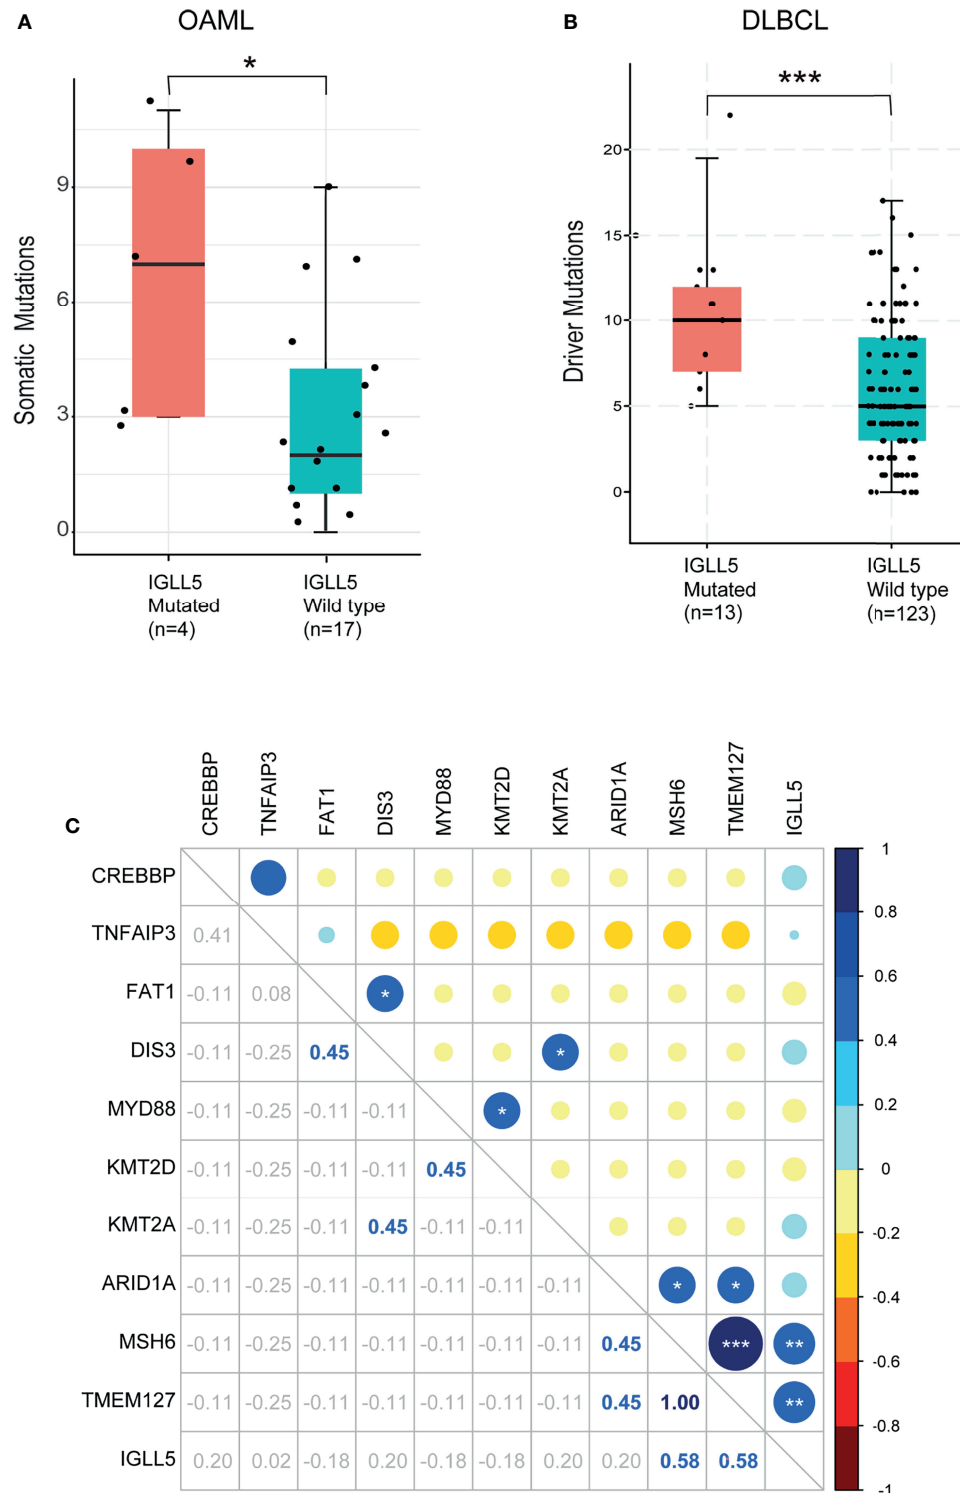 A
OAML
*
Somatic Mutations
9
6
3
0
IGLL5
Mutated
(n=4)
IGLL5
Wild type
(n=17)
B
DLBCL
***
Driver Mutations
20
15
10
5
0
IGLL5
Mutated
(n=13)
IGLL5
Wild type
(n=123)
C
CREBBP
TNFAIP3
FAT1
DIS3
MYD88
KMT2D
KMT2A
ARID1A
MSH6
TMEM127
IGLL5
CREBBP
TNFAIP3 0.41
FAT1 -0.11 0.08 *
DIS3 -0.11 -0.25 0.45 *
MYD88 -0.11 -0.25 -0.11 -0.11 *
KMT2D -0.11 -0.25 -0.11 -0.11 0.45
KMT2A -0.11 -0.25 -0.11 0.45 -0.11 -0.11
ARID1A -0.11 -0.25 -0.11 -0.11 -0.11 -0.11 -0.11 * *
MSH6 -0.11 -0.25 -0.11 -0.11 -0.11 -0.11 -0.11 0.45 *** **
TMEM127 -0.11 -0.25 -0.11 -0.11 -0.11 -0.11 -0.11 0.45 1.00 **
IGLL5 0.20 0.02 -0.18 0.20 -0.18 -0.18 0.20 0.20 0.58 0.58
1
0.8
0.6
0.4
0.2
0
-0.2
-0.4
-0.6
-0.8
-1